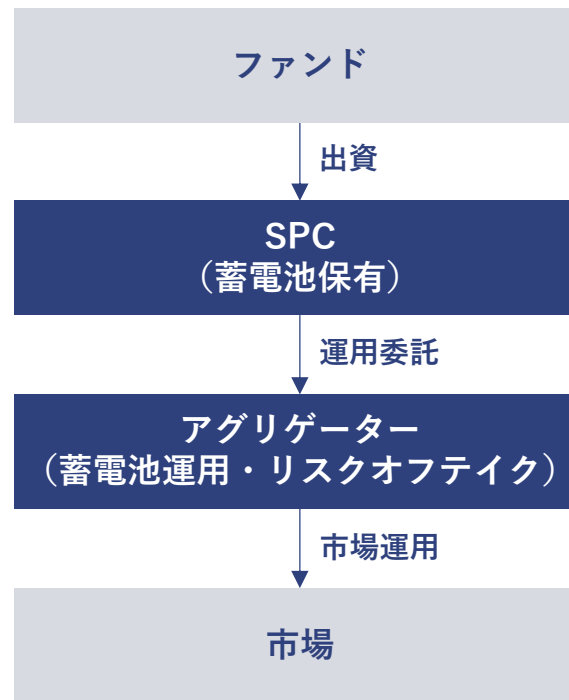 ファンド
出資
SPC
（蓄電池保有）
運用委託
アグリゲーター
（蓄電池運用・リスクオフテイク）
市場運用
市場